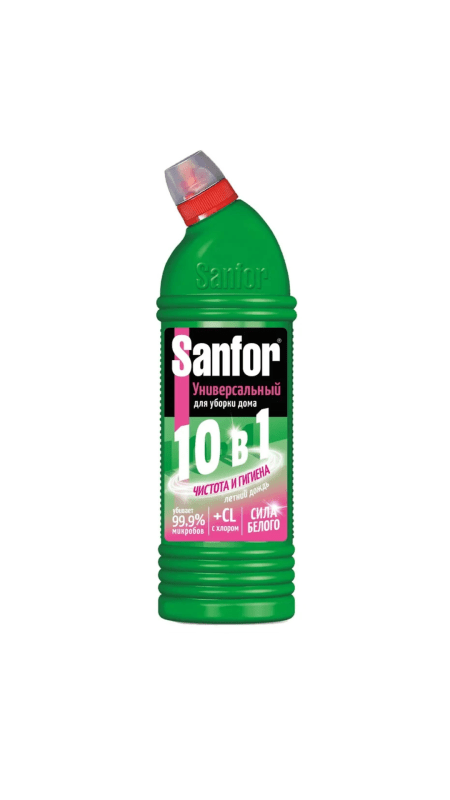 Sanfor
Sanfor®
Универсальный
для уборки дома
10 в 1
ЧИСТОТА И ГИГИЕНА
летний дождь
убивает
99.9%
микробов
+CL
с хлором
СИЛА
БЕЛОГО